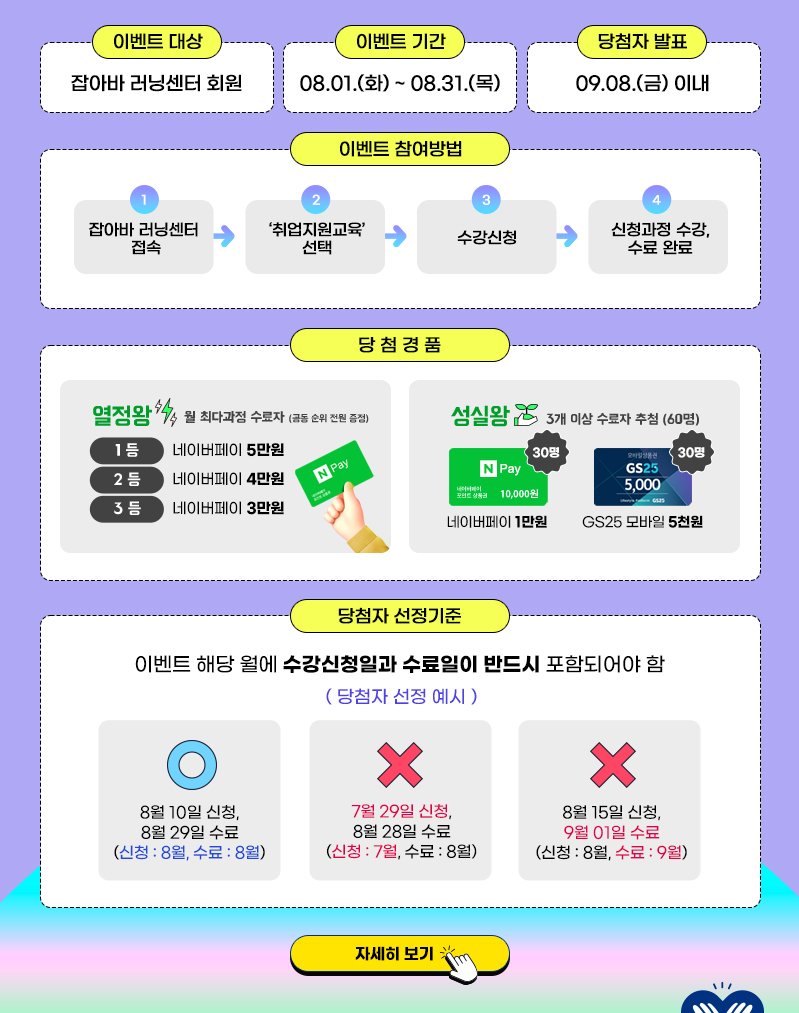 이벤트 대상
잡아바 러닝센터 회원
이벤트 기간
08.01.(화) ~ 08.31.(목)
당첨자 발표
09.08.(금) 이내
이벤트 참여방법
1
잡아바 러닝센터
접속
2
‘취업지원교육’
선택
3
수강신청
4
신청과정 수강,
수료 완료
당 첨 경 품
열정왕 월 최다과정 수료자 (공동 순위 전원 증정)
1 등 네이버페이 5만원
2 등 네이버페이 4만원
3 등 네이버페이 3만원
N Pay
성실왕 3개 이상 수료자 추첨 (60명)
30명
N Pay
네이버페이
포인트 상품권 10,000원
네이버페이 1만원
30명
모바일상품권
GS25
5,000
GS25
GS25 모바일 5천원
당첨자 선정기준
이벤트 해당 월에 수강신청일과 수료일이 반드시 포함되어야 함
( 당첨자 선정 예시 )
8월 10일 신청,
8월 29일 수료
(신청 : 8월, 수료 : 8월)
7월 29일 신청,
8월 28일 수료
(신청 : 7월, 수료 : 8월)
8월 15일 신청,
9월 01일 수료
(신청 : 8월, 수료 : 9월)
자세히 보기